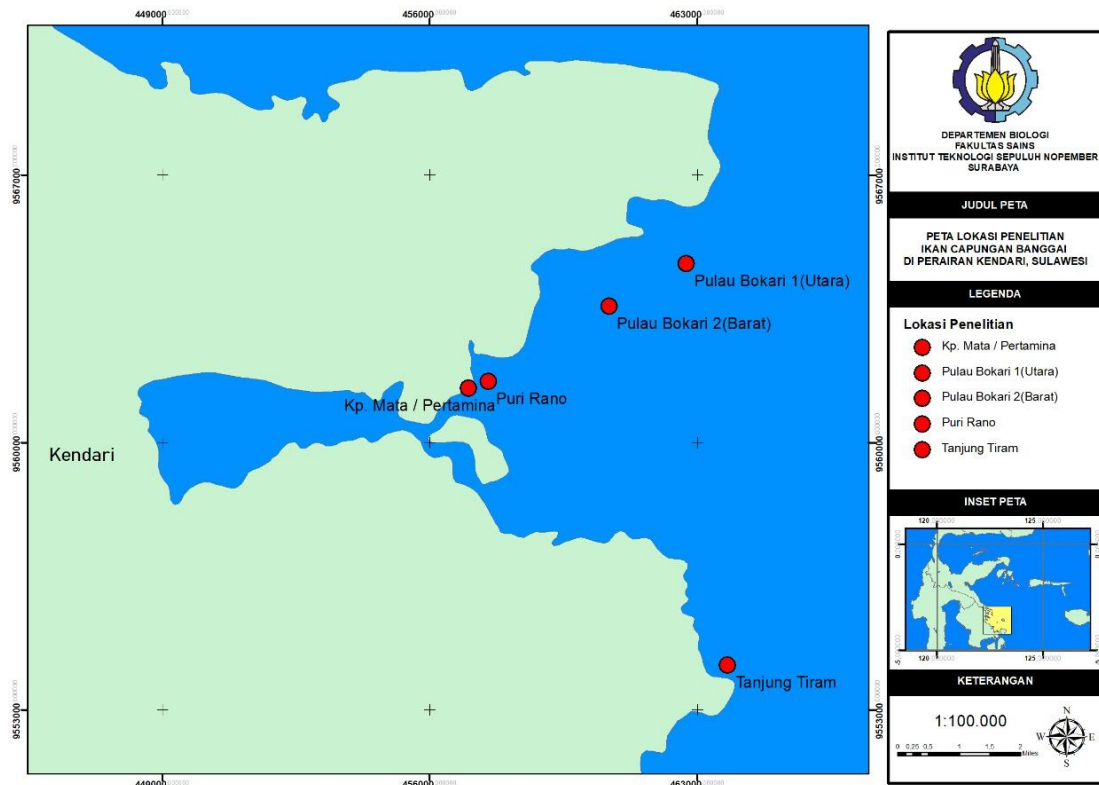 449000
456000
463000
9567000
9560000
9553000
Pulau Bokari 1(Utara)
Pulau Bokari 2(Barat)
Puri Rano
Kp. Mata / Pertamina
Kendari
Tanjung Tiram
449000
456000
463000
DEPARTEMEN BIOLOGI
FAKULTAS SAINS
INSTITUT TEKNOLOGI SEPULUH NOPEMBER
SURABAYA
JUDUL PETA
PETA LOKASI PENELITIAN
IKAN CAPUNGAN BANGGAI
DI PERAIRAN KENDARI, SULAWESI
LEGENDA
Lokasi Penelitian
Kp. Mata / Pertamina
Pulau Bokari 1(Utara)
Pulau Bokari 2(Barat)
Puri Rano
Tanjung Tiram
INSET PETA
KETERANGAN
1:100.000
0 0,25 0,5 1 1,5 2
Miles
N
W E
S